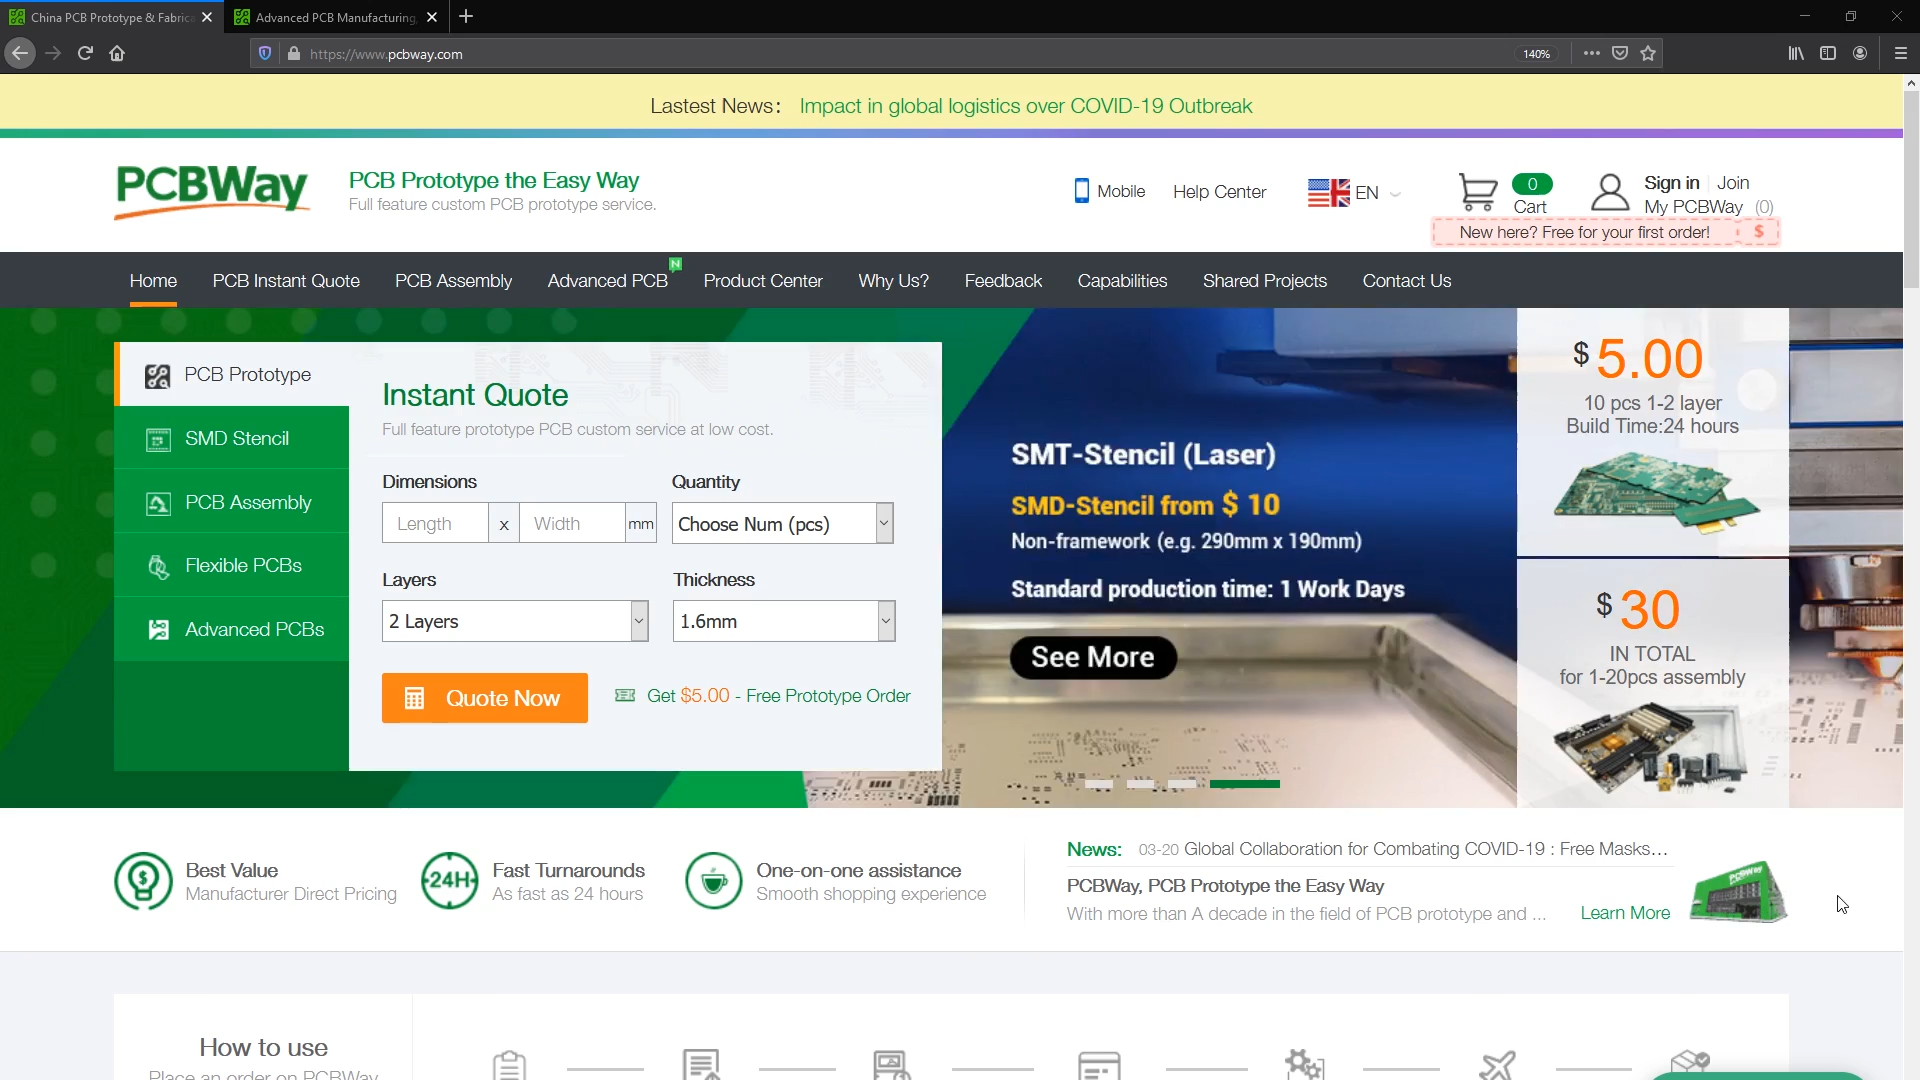 China PCB Prototype & Fabrica
Advanced PCB Manufacturing,
https://www.pcbway.com
140%
Lastest News: Impact in global logistics over COVID-19 Outbreak
PCBWay
PCB Prototype the Easy Way
Full feature custom PCB prototype service.
Mobile
Help Center
EN
0
Cart
Sign in
Join
My PCBWay (0)
New here? Free for your first order! $
Home
PCB Instant Quote
PCB Assembly
Advanced PCB
N
Product Center
Why Us?
Feedback
Capabilities
Shared Projects
Contact Us
PCB Prototype
SMD Stencil
PCB Assembly
Flexible PCBs
Advanced PCBs
Instant Quote
Full feature prototype PCB custom service at low cost.
Dimensions
Quantity
Length x Width mm
Choose Num (pcs)
Layers
Thickness
2 Layers
1.6mm
Quote Now
Get $5.00 - Free Prototype Order
SMT-Stencil (Laser)
SMD-Stencil from $ 10
Non-framework (e.g. 290mm x 190mm)
Standard production time: 1 Work Days
See More
$ 5.00
10 pcs 1-2 layer
Build Time:24 hours
$ 30
IN TOTAL
for 1-20pcs assembly
Best Value
Manufacturer Direct Pricing
24H
Fast Turnarounds
As fast as 24 hours
One-on-one assistance
Smooth shopping experience
News: 03-20 Global Collaboration for Combating COVID-19 : Free Masks...
PCBWay, PCB Prototype the Easy Way
With more than A decade in the field of PCB prototype and ...
Learn More
PCBWay
How to use
Place an order on PCBWay